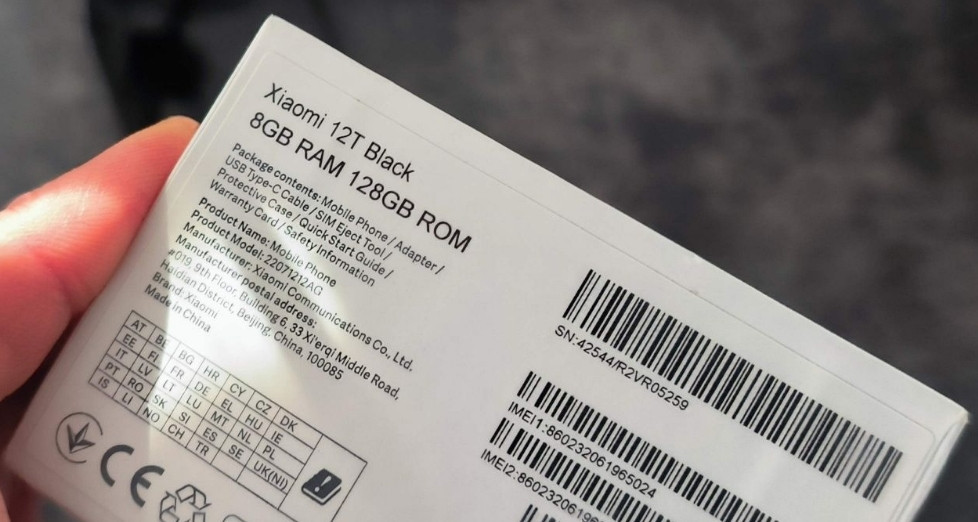 Xiaomi 12T Black
8GB RAM 128GB ROM
Package contents: Mobile Phone / Adapter /
USB Type-C Cable / SIM Eject Tool /
Protective Case / Quick Start Guide /
Warranty Card / Safety Information
Product Name: Mobile Phone
Product Model: 22071212AG
Manufacturer: Xiaomi Communications Co., Ltd.
Manufacturer postal address:
#019, 9th Floor, Building 6, 33 Xi'erqi Middle Road,
Haidian District, Beijing, China, 100085
Brand: Xiaomi
Made in China
AT BE BG HR CY CZ DK
EE FI FR DE EL HU IE
IT LV LT LU MT NL PL
PT RO SK SI ES SE UK(NI)
IS LI NO CH TR
CE
SN:42544/R2VR05259
IMEI1:860232061965024